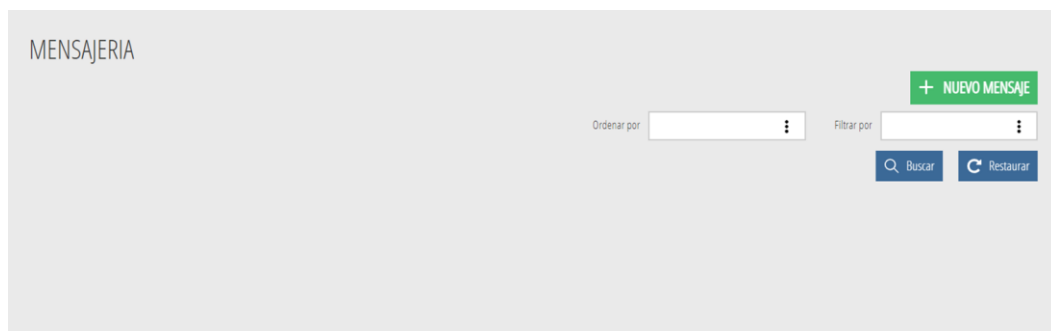 MENSAJERIA
+ NUEVO MENSAJE
Ordenar por
Filtrar por
Buscar
Restaurar